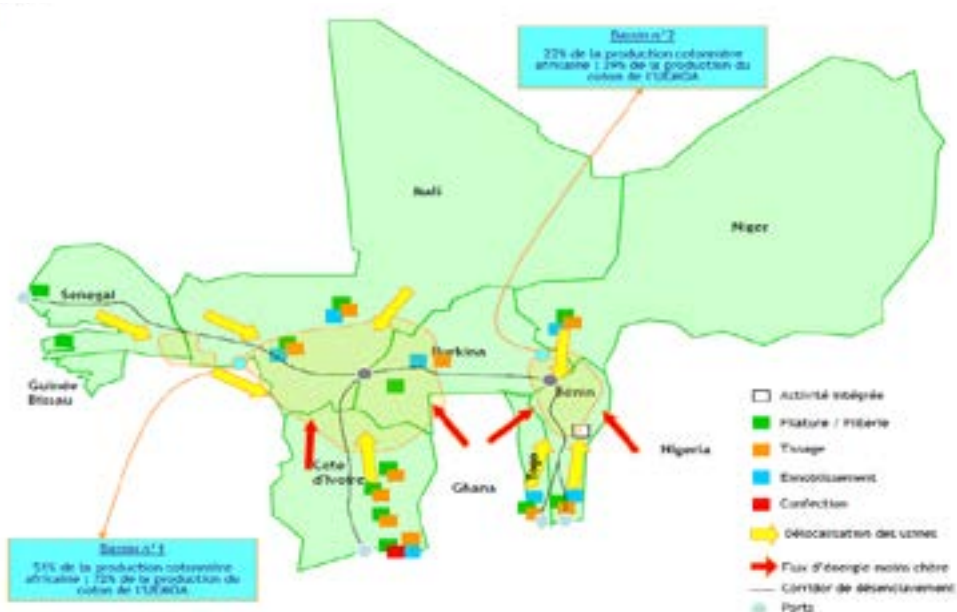 Bassin n°2
22% de la production cotonnière
africaine ; 29% de la production du
coton de l'UEMOA
Mali
Niger
Senegal
Burkina
Guinée
Bissau
Benin
Cote
d'Ivoire
Ghana
Togo
Nigeria
Activité intégrée
Filature / Filterie
Tissage
Ennoblissement
Confection
Délocalisation des usines
Flux d'énergie moins chère
Corridor de désenclavement
Ports
Bassin n°1
51% de la production cotonnière
africaine ; 72% de la production du
coton de l'UEMOA